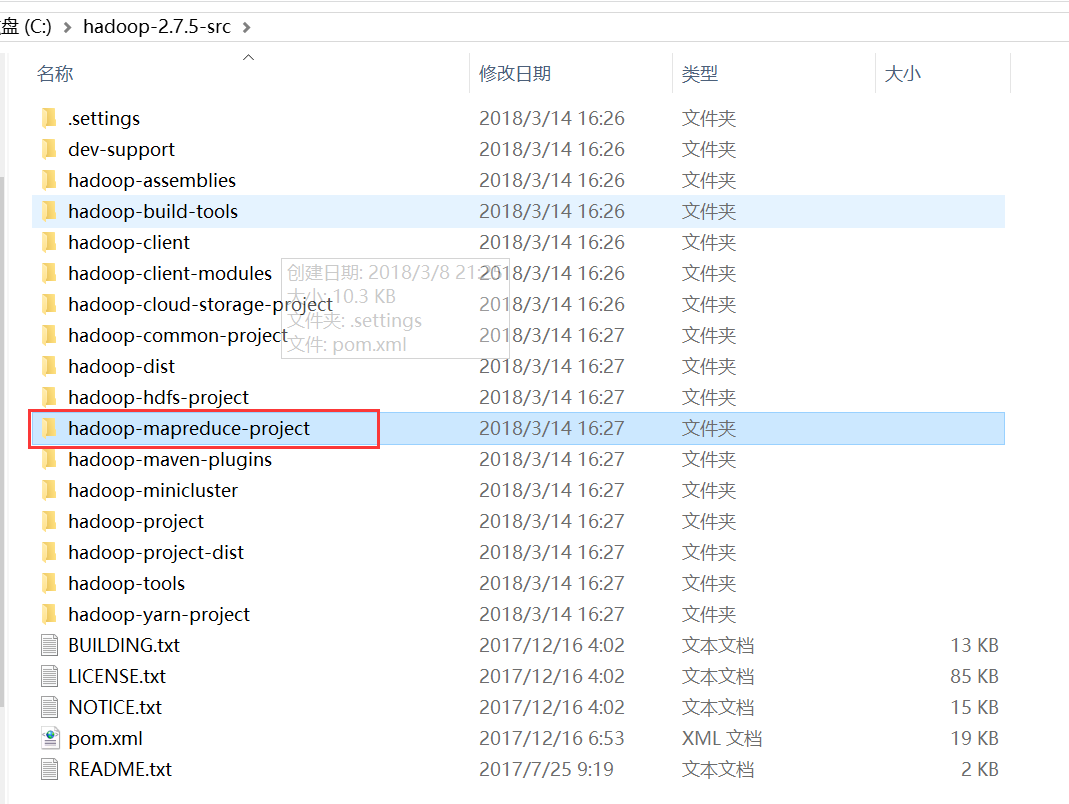 盘 (C:) > hadoop-2.7.5-src >
名称 修改日期 类型 大小
.settings 2018/3/14 16:26 文件夹
dev-support 2018/3/14 16:26 文件夹
hadoop-assemblies 2018/3/14 16:26 文件夹
hadoop-build-tools 2018/3/14 16:26 文件夹
hadoop-client 2018/3/14 16:26 文件夹
hadoop-client-modules 2018/3/14 16:26 文件夹
创建日期: 2018/3/8 21:25
大小: 10.3 KB
文件夹: .settings
文件: pom.xml
hadoop-cloud-storage-project 2018/3/14 16:26 文件夹
hadoop-common-project 2018/3/14 16:27 文件夹
hadoop-dist 2018/3/14 16:27 文件夹
hadoop-hdfs-project 2018/3/14 16:27 文件夹
hadoop-mapreduce-project 2018/3/14 16:27 文件夹
hadoop-maven-plugins 2018/3/14 16:27 文件夹
hadoop-minicluster 2018/3/14 16:27 文件夹
hadoop-project 2018/3/14 16:27 文件夹
hadoop-project-dist 2018/3/14 16:27 文件夹
hadoop-tools 2018/3/14 16:27 文件夹
hadoop-yarn-project 2018/3/14 16:27 文件夹
BUILDING.txt 2017/12/16 4:02 文本文档 13 KB
LICENSE.txt 2017/12/16 4:02 文本文档 85 KB
NOTICE.txt 2017/12/16 4:02 文本文档 15 KB
pom.xml 2017/12/16 6:53 XML 文档 19 KB
README.txt 2017/7/25 9:19 文本文档 2 KB